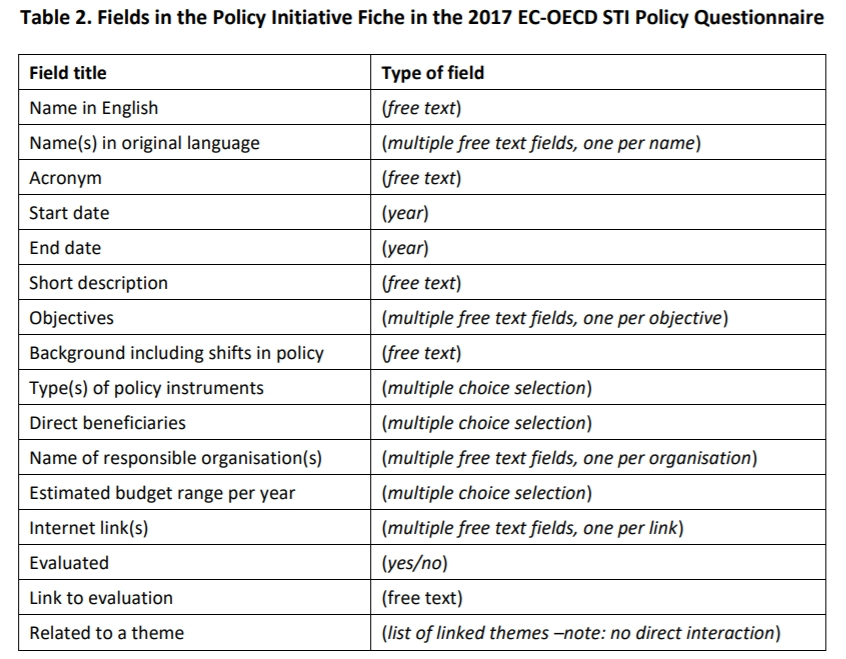 Table 2. Fields in the Policy Initiative Fiche in the 2017 EC-OECD STI Policy Questionnaire
Field title Type of field
Name in English (free text)
Name(s) in original language (multiple free text fields, one per name)
Acronym (free text)
Start date (year)
End date (year)
Short description (free text)
Objectives (multiple free text fields, one per objective)
Background including shifts in policy (free text)
Type(s) of policy instruments (multiple choice selection)
Direct beneficiaries (multiple choice selection)
Name of responsible organisation(s) (multiple free text fields, one per organisation)
Estimated budget range per year (multiple choice selection)
Internet link(s) (multiple free text fields, one per link)
Evaluated (yes/no)
Link to evaluation (free text)
Related to a theme (list of linked themes –note: no direct interaction)